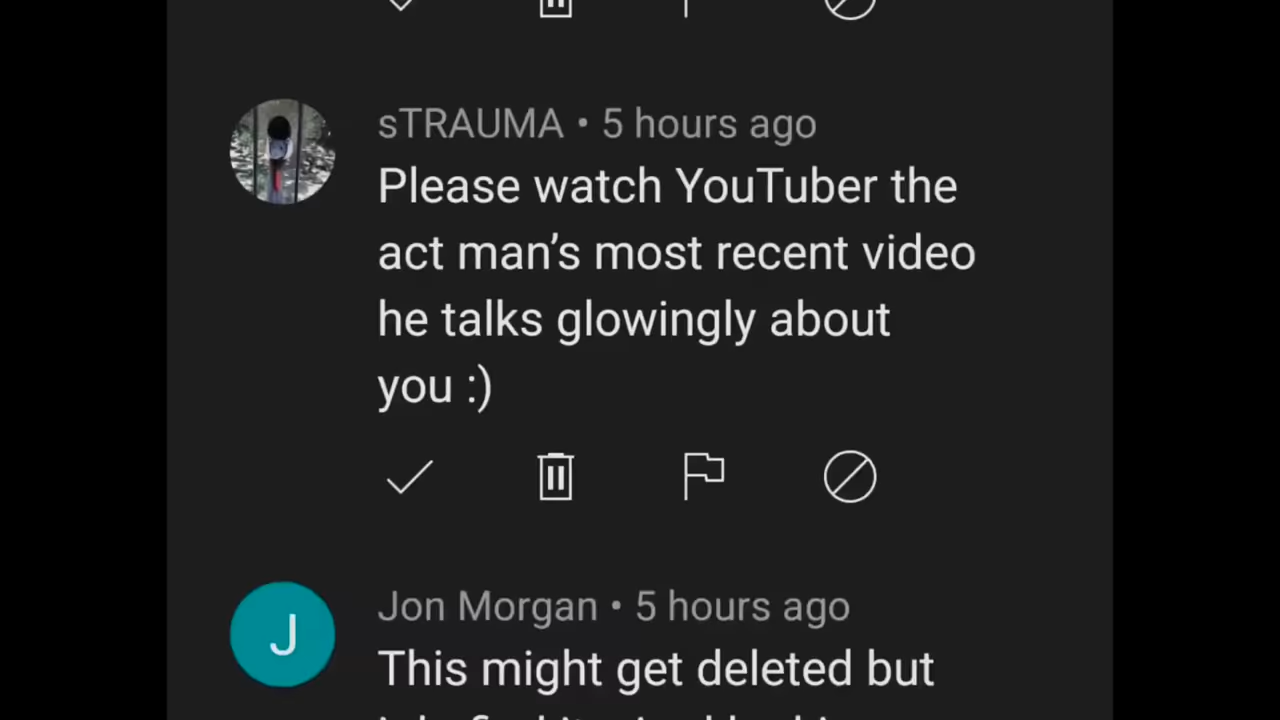 sTRAUMA • 5 hours ago
Please watch YouTuber the
act man’s most recent video
he talks glowingly about
you :)
J
Jon Morgan • 5 hours ago
This might get deleted but